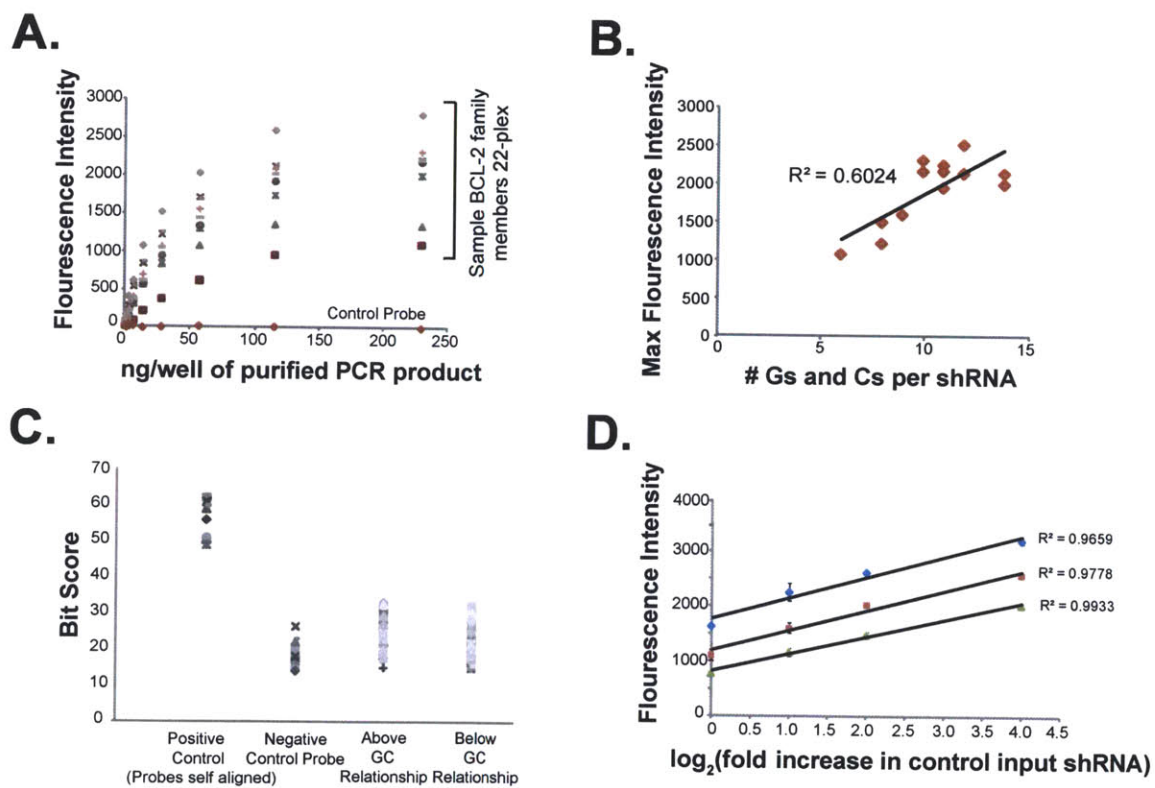 A.
Flourescence Intensity
3000
2500
2000
1500
1000
500
0
0
50
100
150
200
250
ng/well of purified PCR product
Control Probe
Sample BCL-2 family
members 22-plex
B.
Max Flourescence Intensity
3000
2500
2000
1500
1000
500
0
0
5
10
15
# Gs and Cs per shRNA
R² = 0.6024
C.
Bit Score
70
60
50
40
30
20
10
0
Positive
Control
(Probes self aligned)
Negative
Control Probe
Above
GC
Relationship
Below
GC
Relationship
D.
Flourescence Intensity
4000
3000
2000
1000
0
0
0.5
1.0
1.5
2.0
2.5
3.0
3.5
4.0
4.5
log₂(fold increase in control input shRNA)
R² = 0.9659
R² = 0.9778
R² = 0.9933